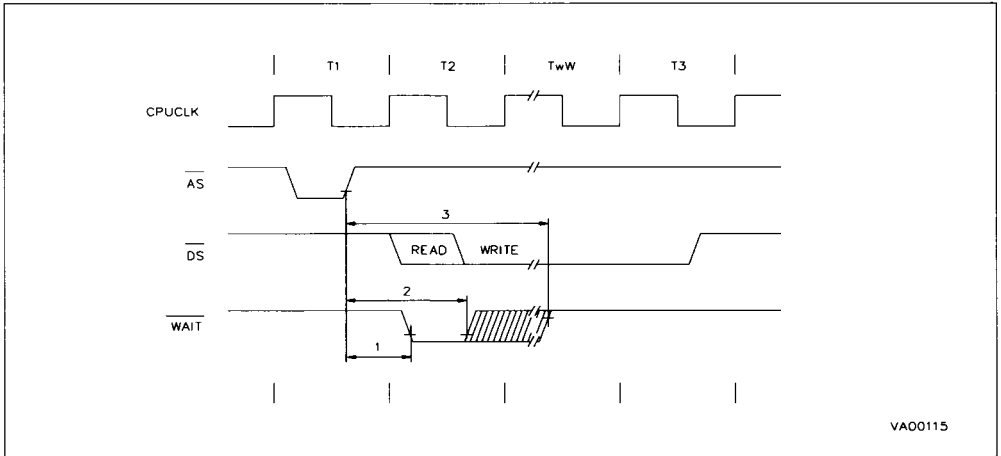 T1 T2 TwW T3
CPUCLK
AS
3
DS READ WRITE
2
WAIT
1
VA00115